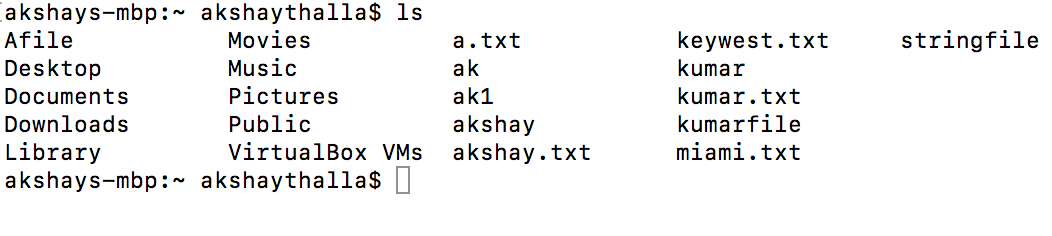 akshays-mbp:~ akshaythalla$ ls
Afile Movies a.txt keywest.txt stringfile
Desktop Music ak kumar
Documents Pictures ak1 kumar.txt
Downloads Public akshay kumarfile
Library VirtualBox VMs akshay.txt miami.txt
akshays-mbp:~ akshaythalla$